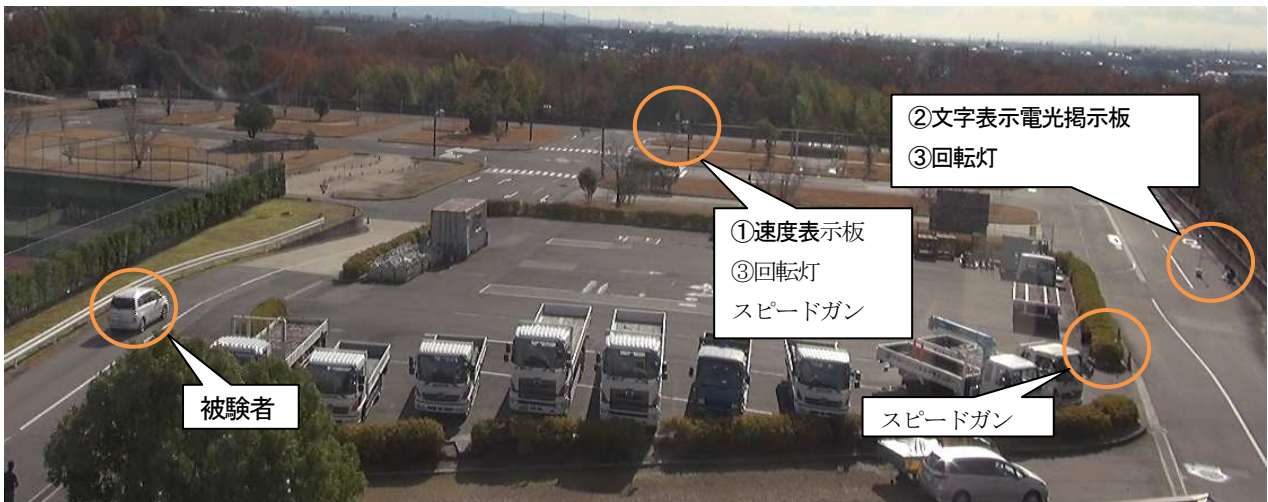 ②文字表示電光掲示板
③回転灯
①速度表示板
③回転灯
スピードガン
被験者
スピードガン